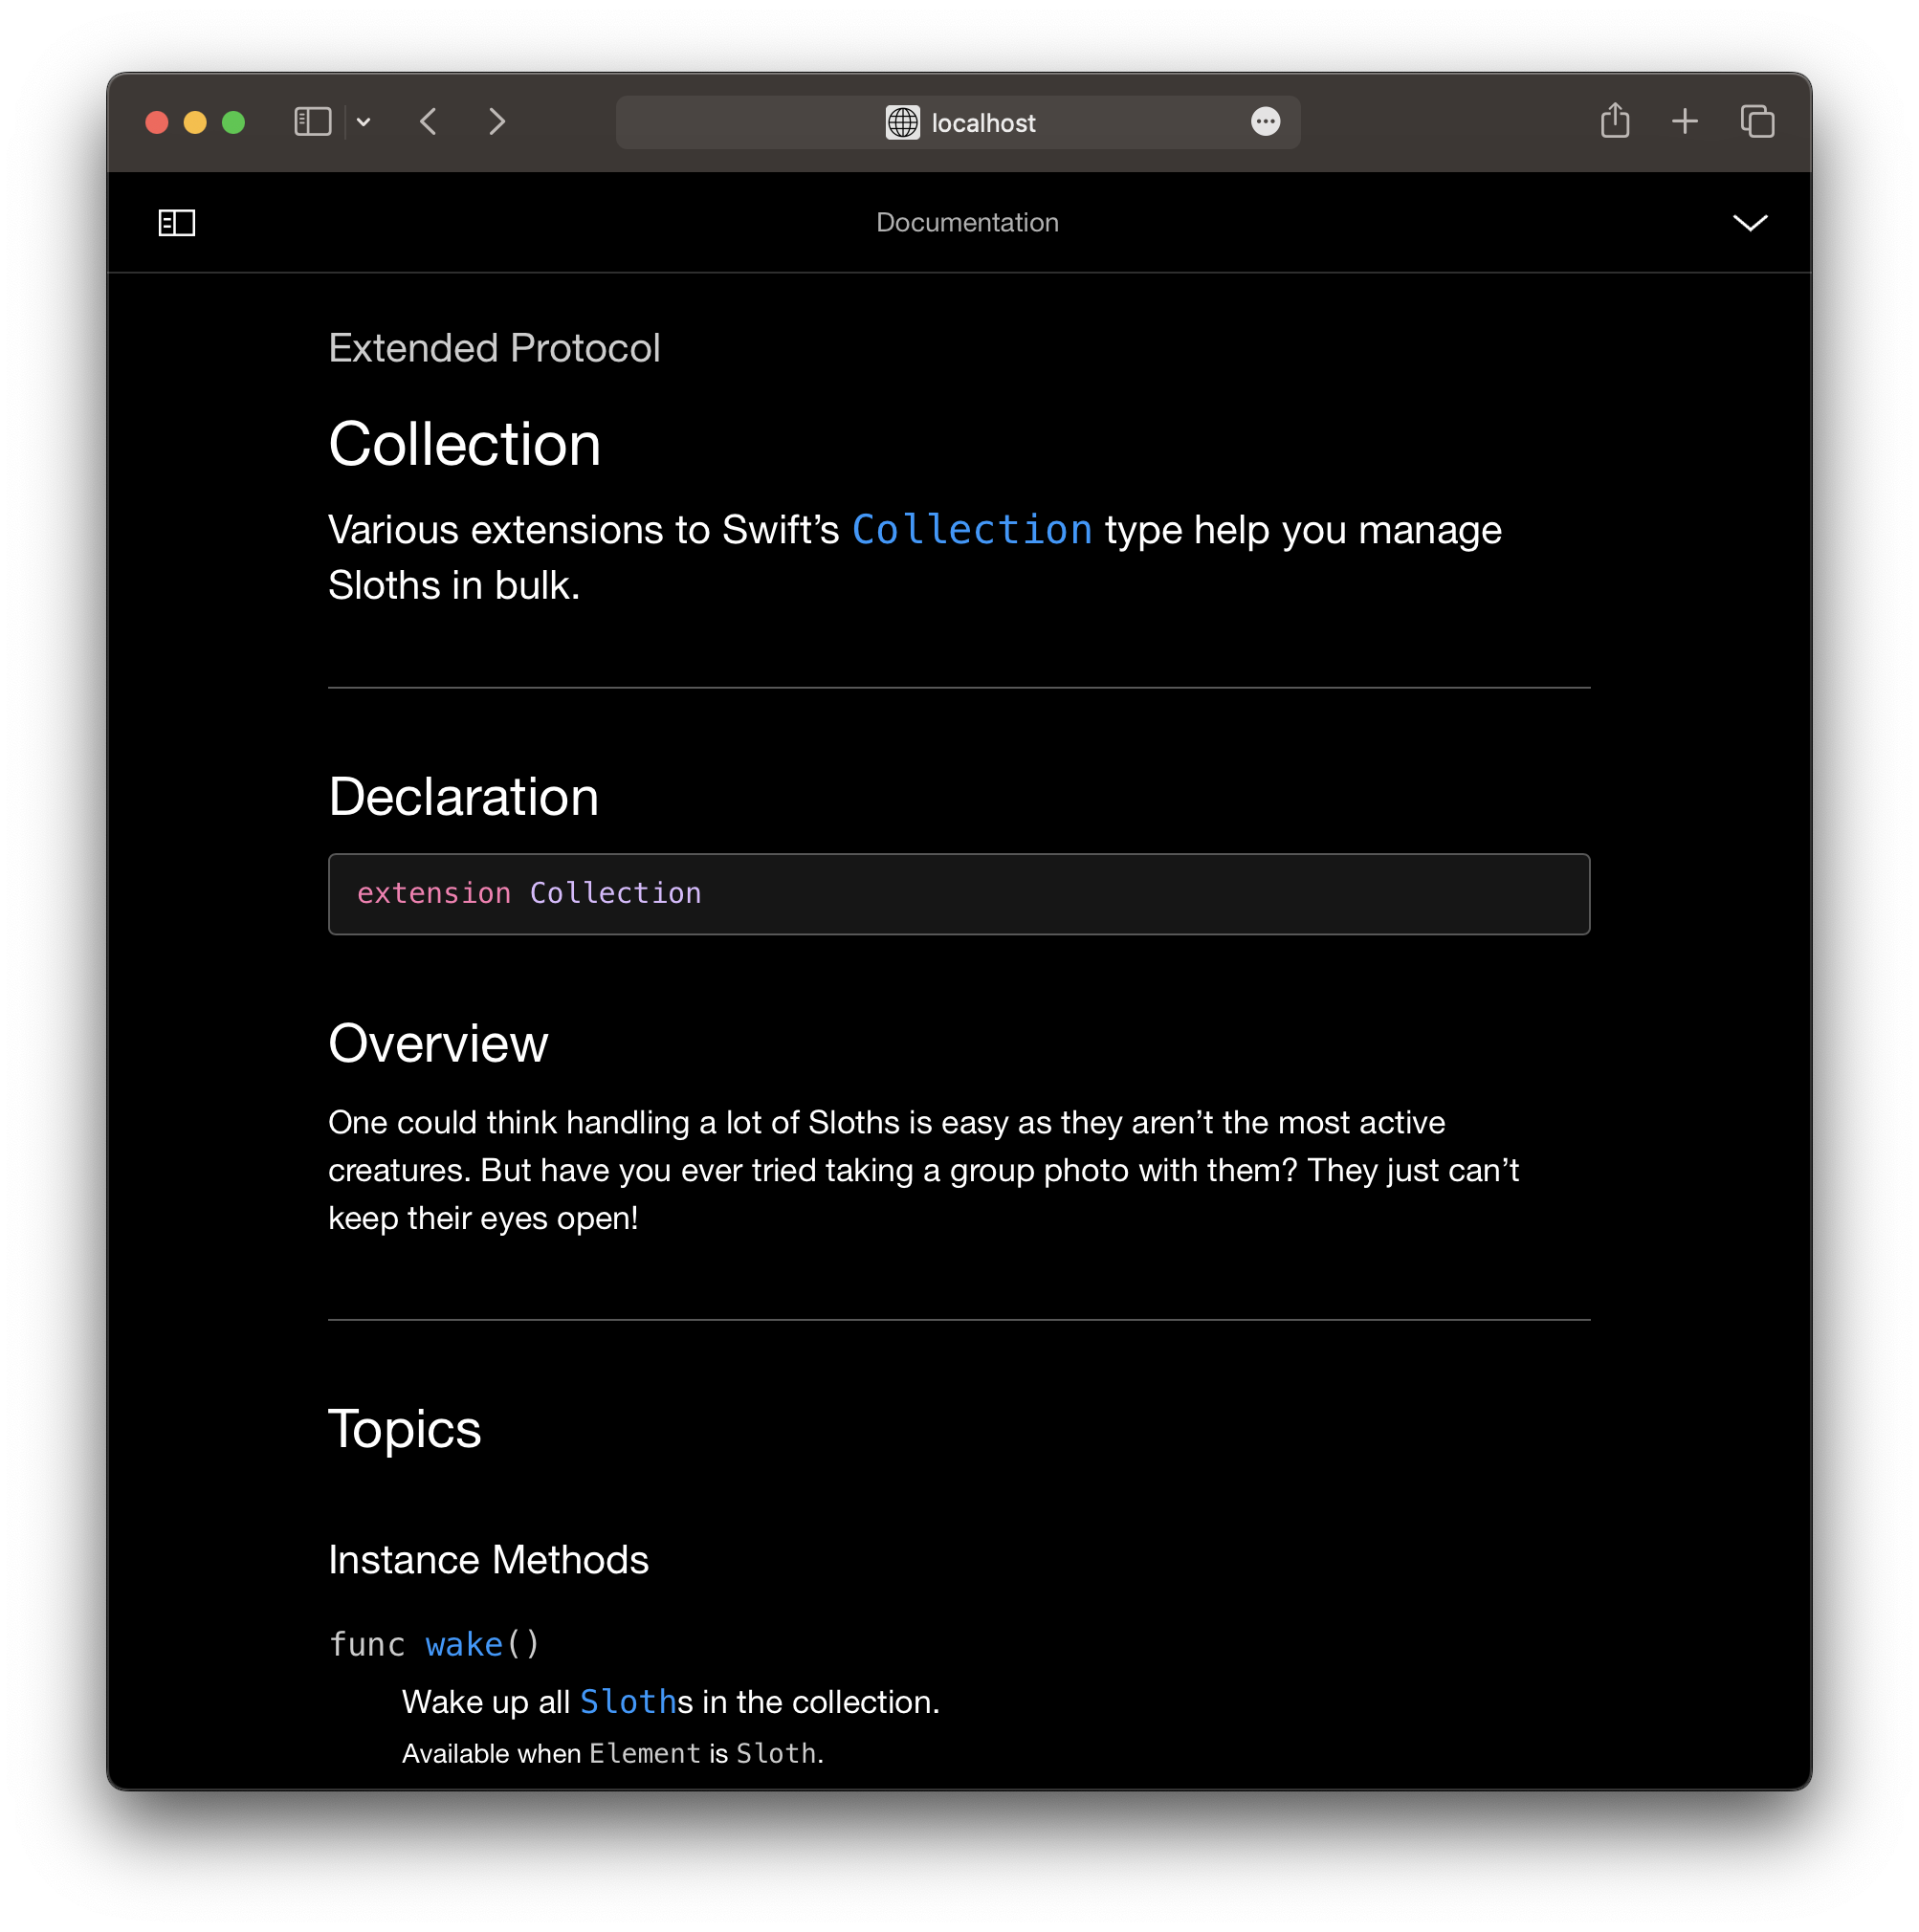 localhost
Documentation
Extended Protocol
Collection
Various extensions to Swift’s Collection type help you manage
Sloths in bulk.
Declaration
extension Collection
Overview
One could think handling a lot of Sloths is easy as they aren’t the most active
creatures. But have you ever tried taking a group photo with them? They just can’t
keep their eyes open!
Topics
Instance Methods
func wake()
Wake up all Sloths in the collection.
Available when Element is Sloth.